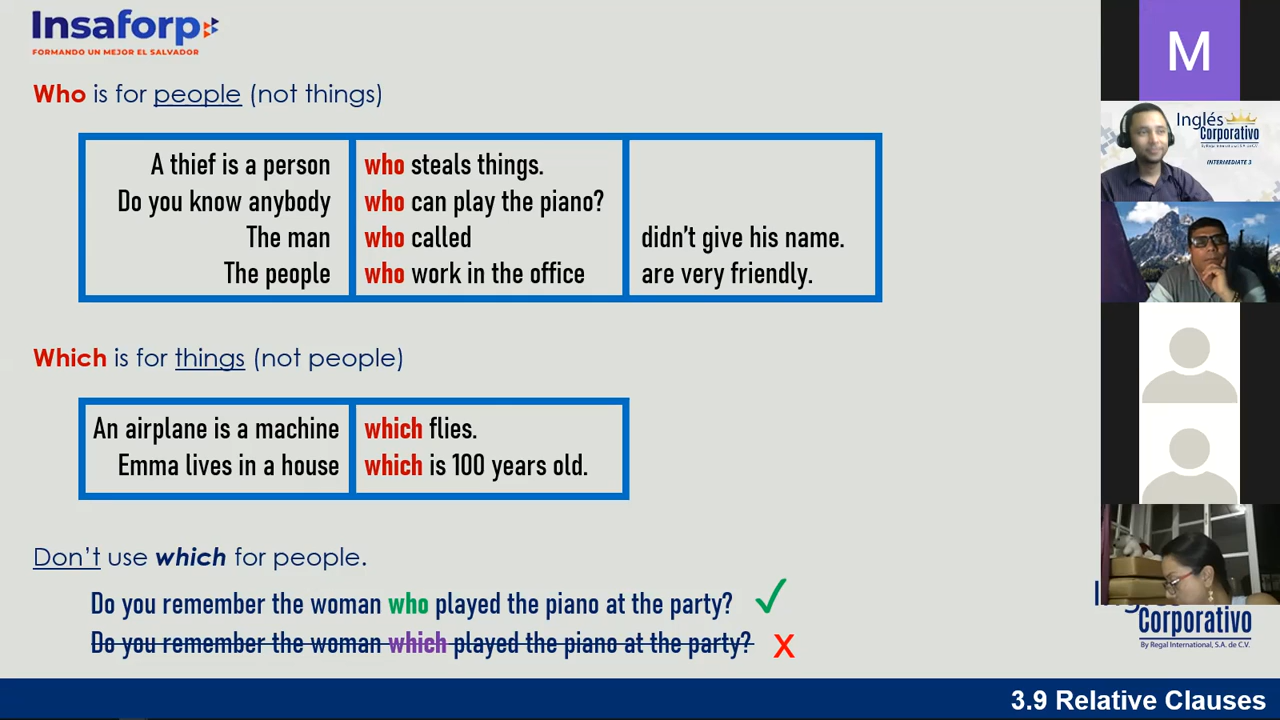 Insaforp
FORMANDO UN MEJOR EL SALVADOR
Who is for people (not things)
A thief is a person who steals things.
Do you know anybody who can play the piano?
The man who called didn't give his name.
The people who work in the office are very friendly.
Which is for things (not people)
An airplane is a machine which flies.
Emma lives in a house which is 100 years old.
Don't use which for people.
Do you remember the woman who played the piano at the party? ✓
Do you remember the woman which played the piano at the party? X
3.9 Relative Clauses
M
Inglés
Corporativo
INTERMEDIATE 3
Corporativo
By Regal International, S.A. de C.V.